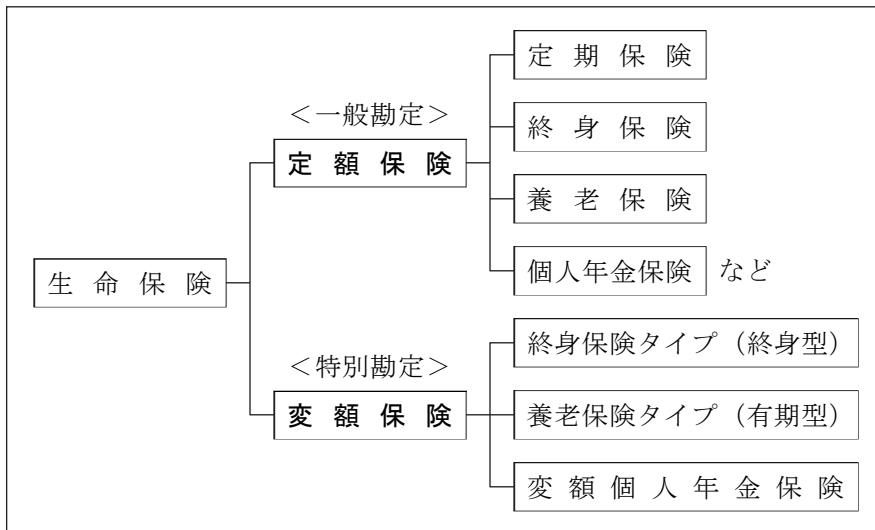 定期保険
＜一般勘定＞
終身保険
定額保険
養老保険
個人年金保険 など
生命保険
終身保険タイプ（終身型）
＜特別勘定＞
変額保険
養老保険タイプ（有期型）
変額個人年金保険